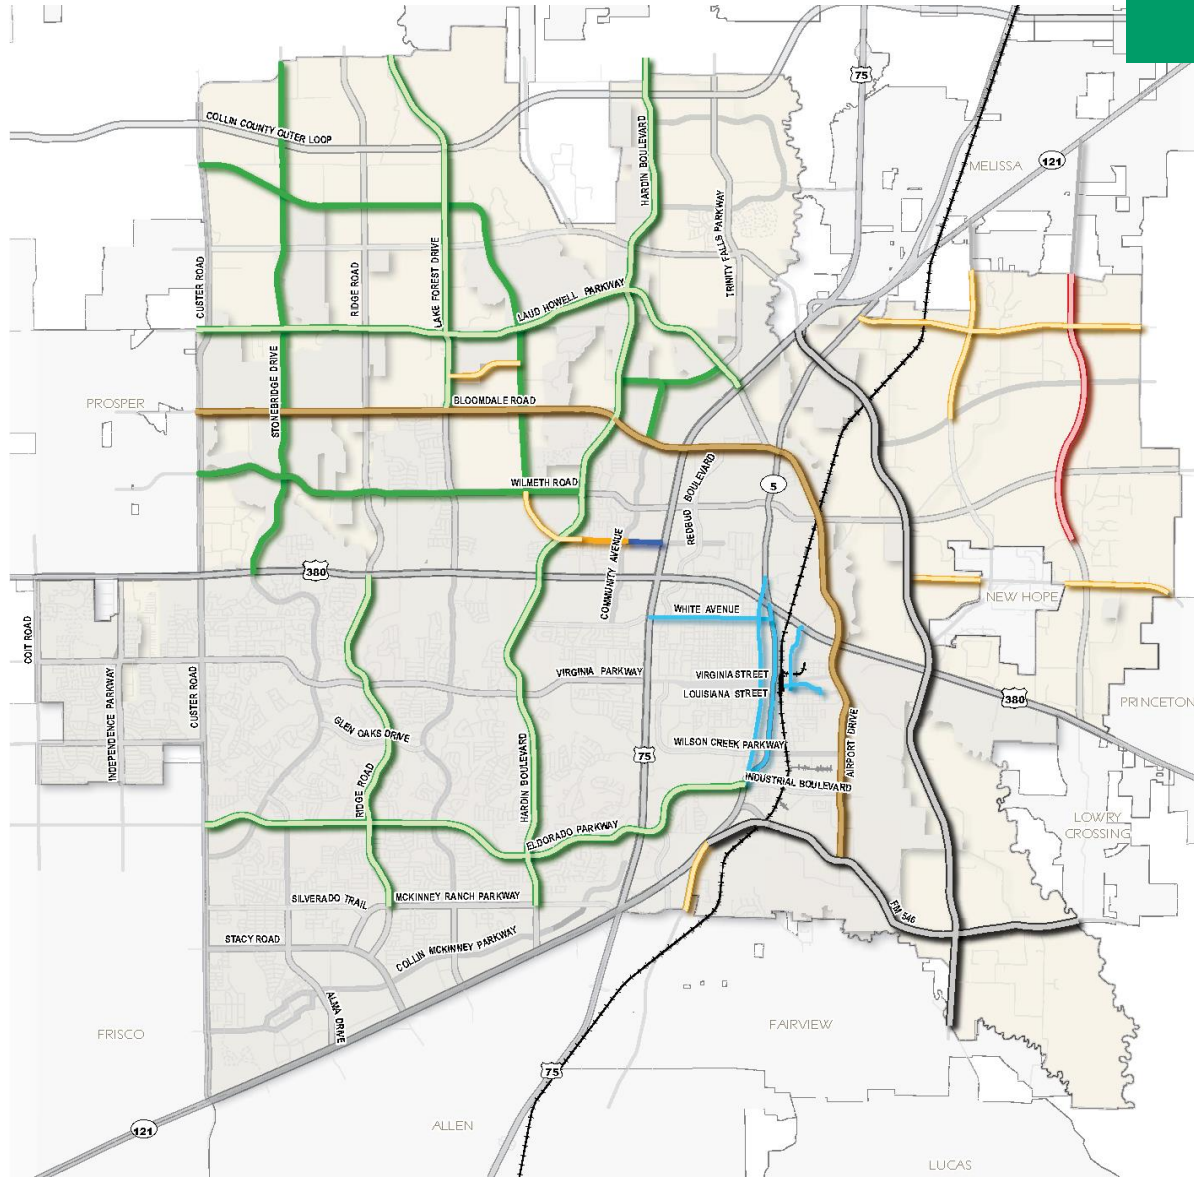 75
COLLIN COUNTY OUTER LOOP
HARDIN BOULEVARD
MELISSA
121
TRINITY FALLS PARKWAY
CUSTER ROAD
RIDGE ROAD
LAKE FOREST DRIVE
LAUD HOWELL PARKWAY
STONEBRIDGE DRIVE
PROSPER
BLOOMDALE ROAD
WILMETH ROAD
REDBUD BOULEVARD
5
COMMUNITY AVENUE
380
NEW HOPE
WHITE AVENUE
COIT ROAD
INDEPENDENCE PARKWAY
CUSTER ROAD
VIRGINIA PARKWAY
VIRGINIA STREET
LOUISIANA STREET
380
PRINCETON
GLEN OAKS DRIVE
HARDIN BOULEVARD
WILSON CREEK PARKWAY
75
AIRPORT DRIVE
INDUSTRIAL BOULEVARD
RIDGE ROAD
ELDORADO PARKWAY
LOWRY
CROSSING
SILVERADO TRAIL
MCKINNEY RANCH PARKWAY
FM 546
STACY ROAD
COLLIN MCKINNEY PARKWAY
ALMA DRIVE
FRISCO
FAIRVIEW
75
121
ALLEN
LUCAS